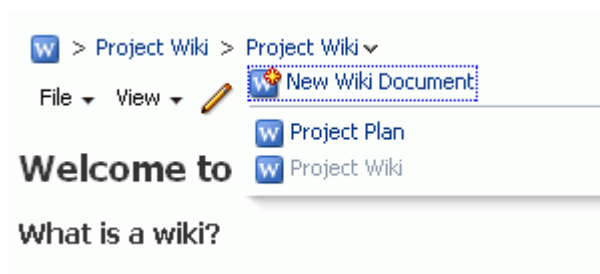 W > Project Wiki > Project Wiki
File View
W New Wiki Document
W Project Plan
W Project Wiki
Welcome to
What is a wiki?